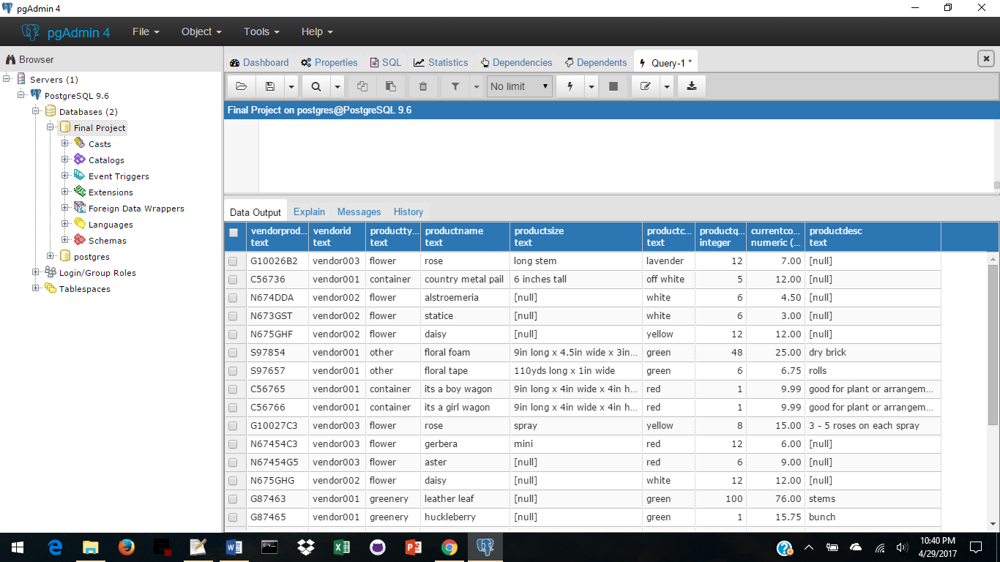 pgAdmin 4
pgAdmin 4 File Object Tools Help
Browser
Servers (1)
PostgreSQL 9.6
Databases (2)
Final Project
Casts
Catalogs
Event Triggers
Extensions
Foreign Data Wrappers
Languages
Schemas
postgres
Login/Group Roles
Tablespaces
Dashboard Properties SQL Statistics Dependencies Dependents Query-1 *
No limit
Final Project on postgres@PostgreSQL 9.6
Data Output Explain Messages History
vendorprod... vendorid productty... productname productsize productc... productq... currentco... productdesc
text text text text text text integer numeric (... text
G10026B2 vendor003 flower rose long stem lavender 12 7.00 [null]
C56736 vendor001 container country metal pail 6 inches tall off white 5 12.00 [null]
N674DDA vendor002 flower alstroemeria [null] white 6 4.50 [null]
N673GST vendor002 flower statice [null] white 6 3.00 [null]
N675GHF vendor002 flower daisy [null] yellow 12 12.00 [null]
S97854 vendor001 other floral foam 9in long x 4.5in wide x 3in... green 48 25.00 dry brick
S97657 vendor001 other floral tape 110yds long x 1in wide green 6 6.75 rolls
C56765 vendor001 container its a boy wagon 9in long x 4in wide x 4in h... red 1 9.99 good for plant or arrangem...
C56766 vendor001 container its a girl wagon 9in long x 4in wide x 4in h... red 1 9.99 good for plant or arrangem...
G10027C3 vendor003 flower rose spray yellow 8 15.00 3 - 5 roses on each spray
N67454C3 vendor003 flower gerbera mini red 12 6.00 [null]
N67454G5 vendor003 flower aster [null] red 6 9.00 [null]
N675GHG vendor002 flower daisy [null] white 12 12.00 [null]
G87463 vendor001 greenery leather leaf [null] green 100 76.00 stems
G87465 vendor001 greenery huckleberry [null] green 1 15.75 bunch
10:40 PM
4/29/2017